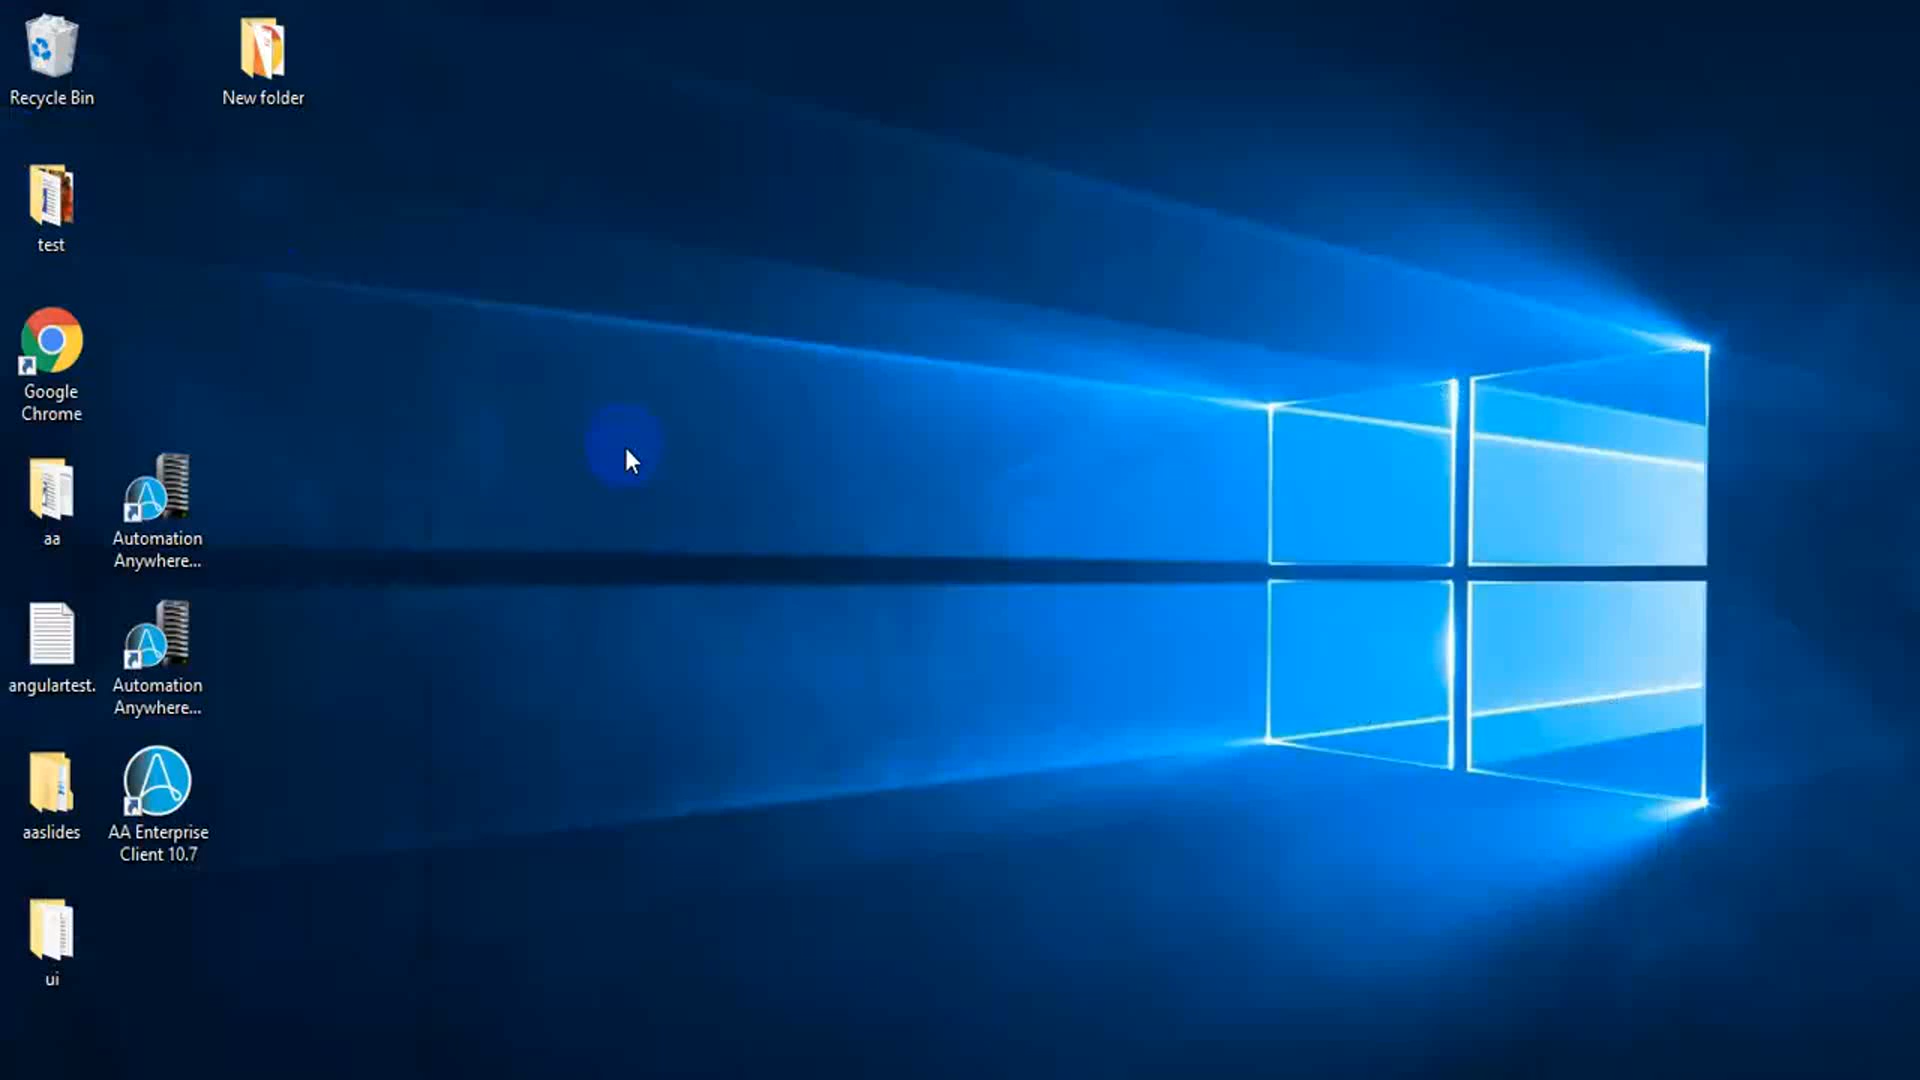 Recycle Bin
New folder
test
Google
Chrome
aa
Automation
Anywhere...
angulartest.
Automation
Anywhere...
aaslides
AA Enterprise
Client 10.7
ui